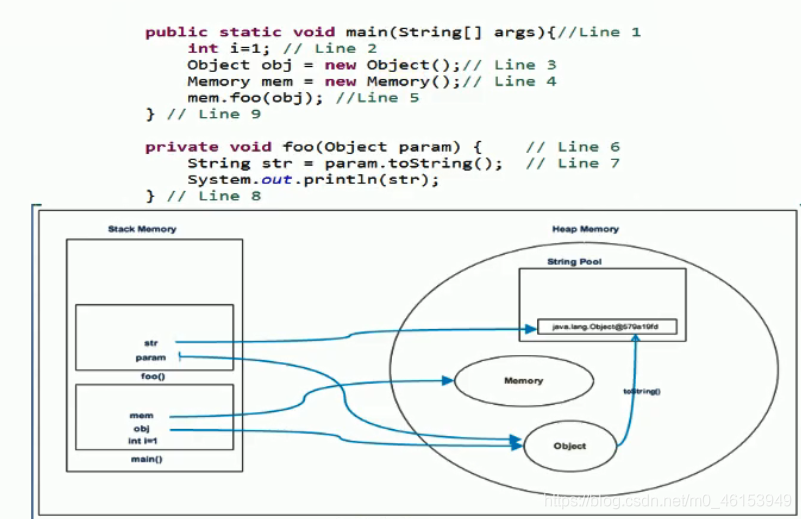 public static void main(String[] args){//Line 1
int i=1; // Line 2
Object obj = new Object();// Line 3
Memory mem = new Memory();// Line 4
mem.foo(obj); //Line 5
} // Line 9
private void foo(Object param) { // Line 6
String str = param.toString(); // Line 7
System.out.println(str);
} // Line 8
Stack Memory
Heap Memory
String Pool
java.lang.Object@579a19fd
str
param
foo()
Memory
toString()
mem
obj
int i=1
main()
Object
https://blog.csdn.net/m0_46153949